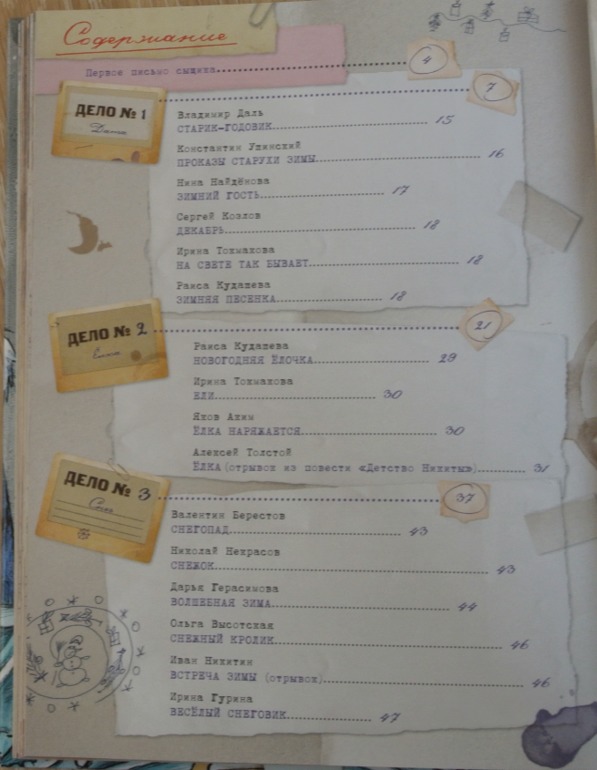 Содержание
Первое письмо сыщика 4
ДЕЛО № 1 7
Дата
Владимир Даль
СТАРИК-ГОДОВИК 15
Константин Ушинский
ПРОКАЗЫ СТАРУХИ ЗИМЫ 16
Нина Найдёнова
ЗИМНИЙ ГОСТЬ 17
Сергей Козлов
ДЕКАБРЬ 18
Ирина Токмакова
НА СВЕТЕ ТАК БЫВАЕТ 18
Раиса Кудашева
ЗИМНЯЯ ПЕСЕНКА 18
ДЕЛО № 2 21
Ёлка
Раиса Кудашева
НОВОГОДНЯЯ ЁЛОЧКА 29
Ирина Токмакова
ЕЛИ 30
Яков Аким
ЁЛКА НАРЯЖАЕТСЯ 30
Алексей Толстой
ЁЛКА (отрывок из повести «Детство Никиты») 31
ДЕЛО № 3 37
Снег
Валентин Берестов
СНЕГОПАД 43
Николай Некрасов
СНЕЖОК 43
Дарья Герасимова
ВОЛШЕБНАЯ ЗИМА 44
Ольга Высотская
СНЕЖНЫЙ КРОЛИК 46
Иван Никитин
ВСТРЕЧА ЗИМЫ (отрывок) 46
Ирина Гурина
ВЕСЁЛЫЙ СНЕГОВИК 47